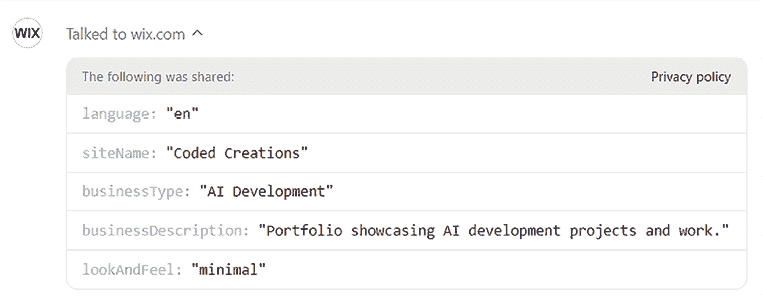 WIX
Talked to wix.com
The following was shared: Privacy policy
language: "en"
siteName: "Coded Creations"
businessType: "AI Development"
businessDescription: "Portfolio showcasing AI development projects and work."
lookAndFeel: "minimal"